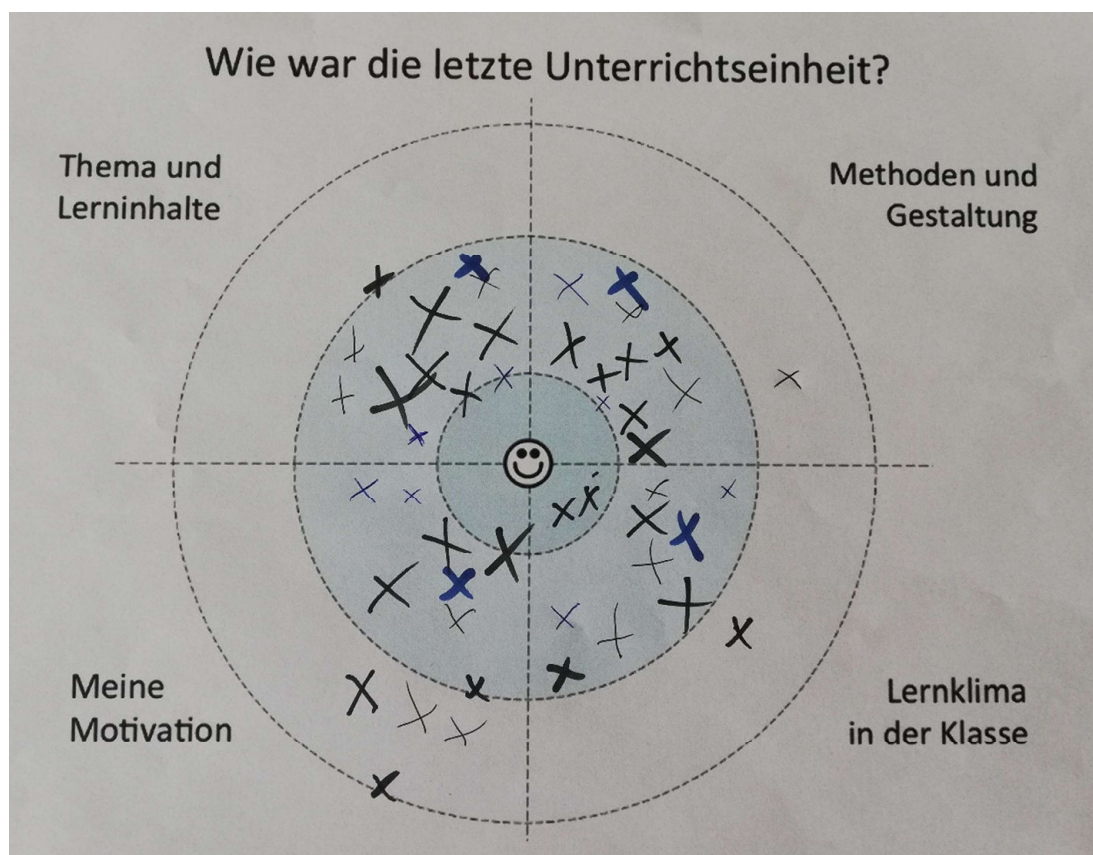 Wie war die letzte Unterrichtseinheit?
Thema und
Lerninhalte
Methoden und
Gestaltung
Meine
Motivation
Lernklima
in der Klasse